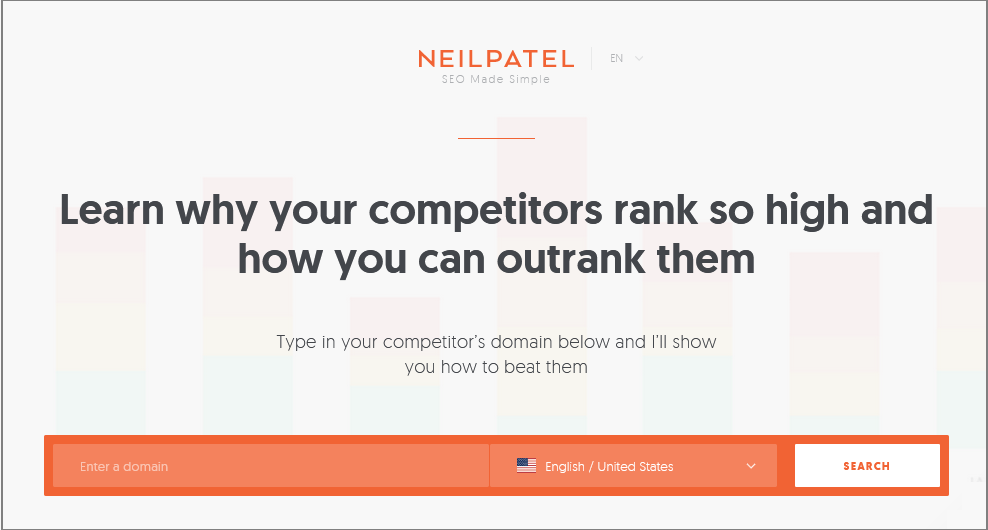 NEILPATEL
EN
SEO Made Simple
Learn why your competitors rank so high and
how you can outrank them
Type in your competitor's domain below and I'll show
you how to beat them
Enter a domain
English / United States
SEARCH